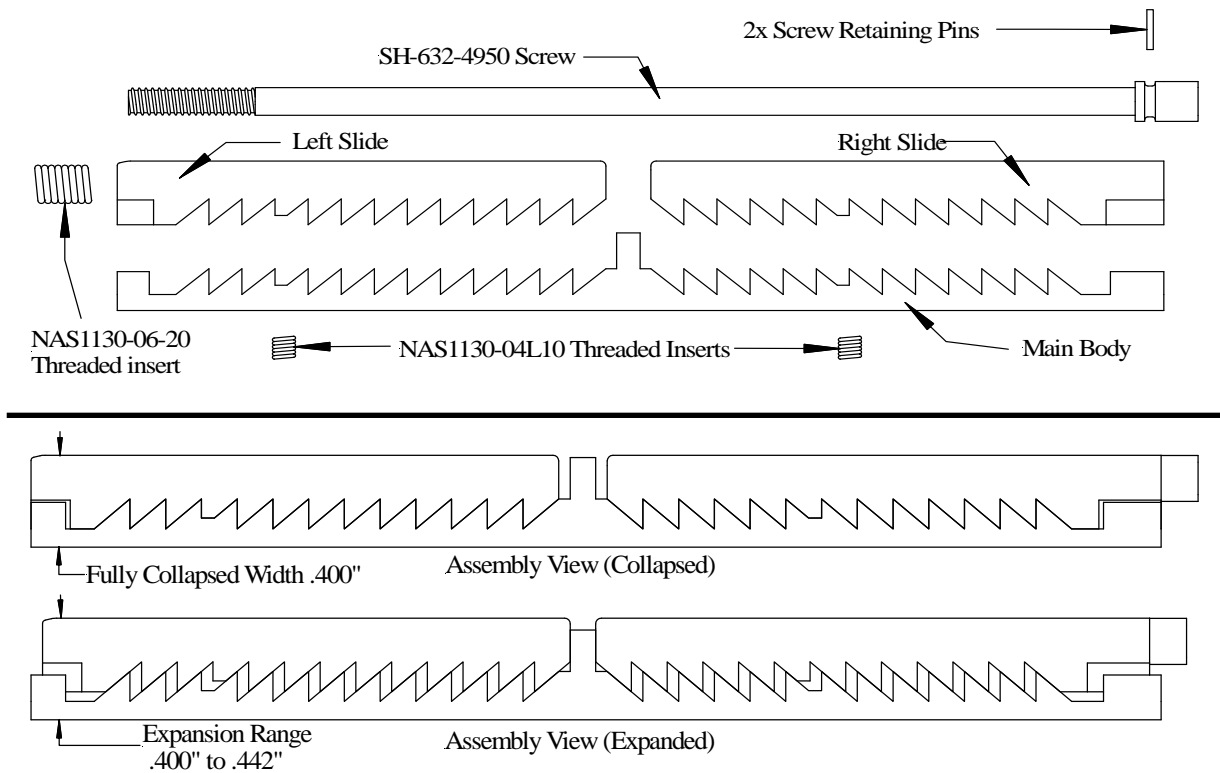 2x Screw Retaining Pins
SH-632-4950 Screw
Left Slide
Right Slide
NAS1130-06-20
Threaded insert
NAS1130-04L10 Threaded Inserts
Main Body
Fully Collapsed Width .400"
Assembly View (Collapsed)
Expansion Range
.400" to .442"
Assembly View (Expanded)